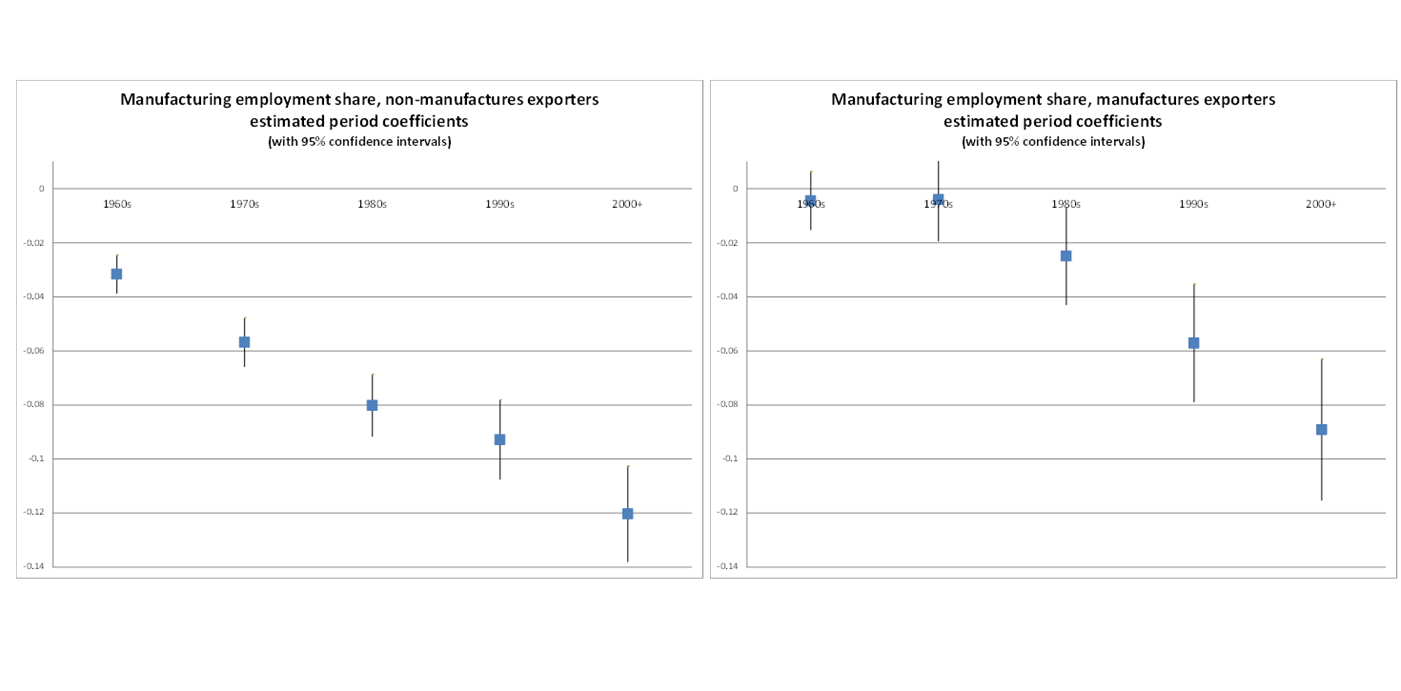 Manufacturing employment share, non-manufactures exporters
estimated period coefficients
(with 95% confidence intervals)
0
1960s
1970s
1980s
1990s
2000+
-0.02
-0.04
-0.06
-0.08
-0.1
-0.12
-0.14
Manufacturing employment share, manufactures exporters
estimated period coefficients
(with 95% confidence intervals)
0
1960s
1970s
1980s
1990s
2000+
-0.02
-0.04
-0.06
-0.08
-0.1
-0.12
-0.14